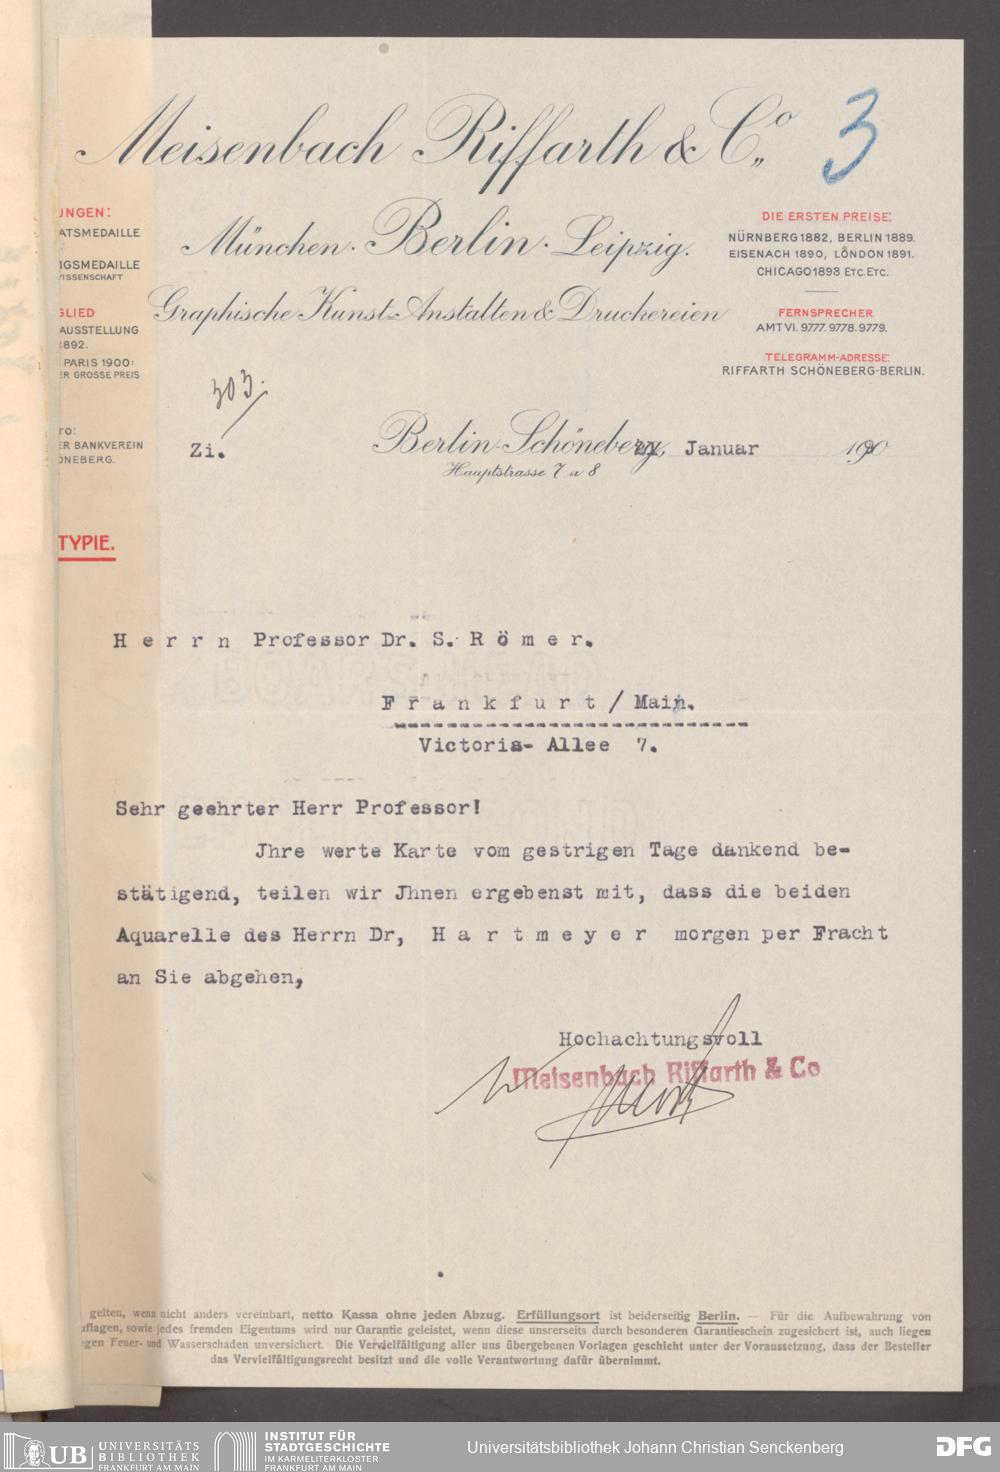 3
Meisenbach Riffarth & Co.,
München. Berlin. Leipzig.
Graphische Kunst-Anstalten & Druckereien
UNGEN:
ATSMEDAILLE
IGSMEDAILLE
WISSENSCHAFT
GLIED
AUSSTELLUNG
1892.
PARIS 1900:
ER GROSSE PREIS
TO:
ER BANKVEREIN
ÖNEBERG.
TYPIE.
DIE ERSTEN PREISE:
NÜRNBERG 1882, BERLIN 1889.
EISENACH 1890, LONDON 1891.
CHICAGO 1893 ETC. ETC.
FERNSPRECHER
AMT VI. 9777. 9778. 9779.
TELEGRAMM-ADRESSE:
RIFFARTH SCHÖNEBERG-BERLIN.
303.
Zi.
Berlin-Schöneberg, Januar 190
Hauptstrasse 7 u 8
Herrn Professor Dr. S. Römer.
Frankfurt/Main.
Victoria- Allee 7.
Sehr geehrter Herr Professor!
Jhre werte Karte vom gestrigen Tage dankend be-
stätigend, teilen wir Jhnen ergebenst mit, dass die beiden
Aquarelle des Herrn Dr, Hartmeyer morgen per Fracht
an Sie abgehen,
Hochachtungsvoll
Meisenbach Riffarth & Co
gelten, wenn nicht anders vereinbart, netto Kassa ohne jeden Abzug. Erfüllungsort ist beiderseitig Berlin. — Für die Aufbewahrung von
uflagen, sowie jedes fremden Eigentums wird nur Garantie geleistet, wenn diese unsrerseits durch besonderen Garantieschein zugesichert ist, auch liegen
egen Feuer- und Wasserschaden unversichert. Die Vervielfältigung aller uns übergebenen Vorlagen geschieht unter der Voraussetzung, dass der Besteller
das Vervielfältigungsrecht besitzt und die volle Verantwortung dafür übernimmt.
UB UNIVERSITÄTS
BIBLIOTHEK
FRANKFURT AM MAIN
INSTITUT FÜR
STADTGESCHICHTE
IM KARMELITERKLOSTER
FRANKFURT AM MAIN
Universitätsbibliothek Johann Christian Senckenberg
DFG